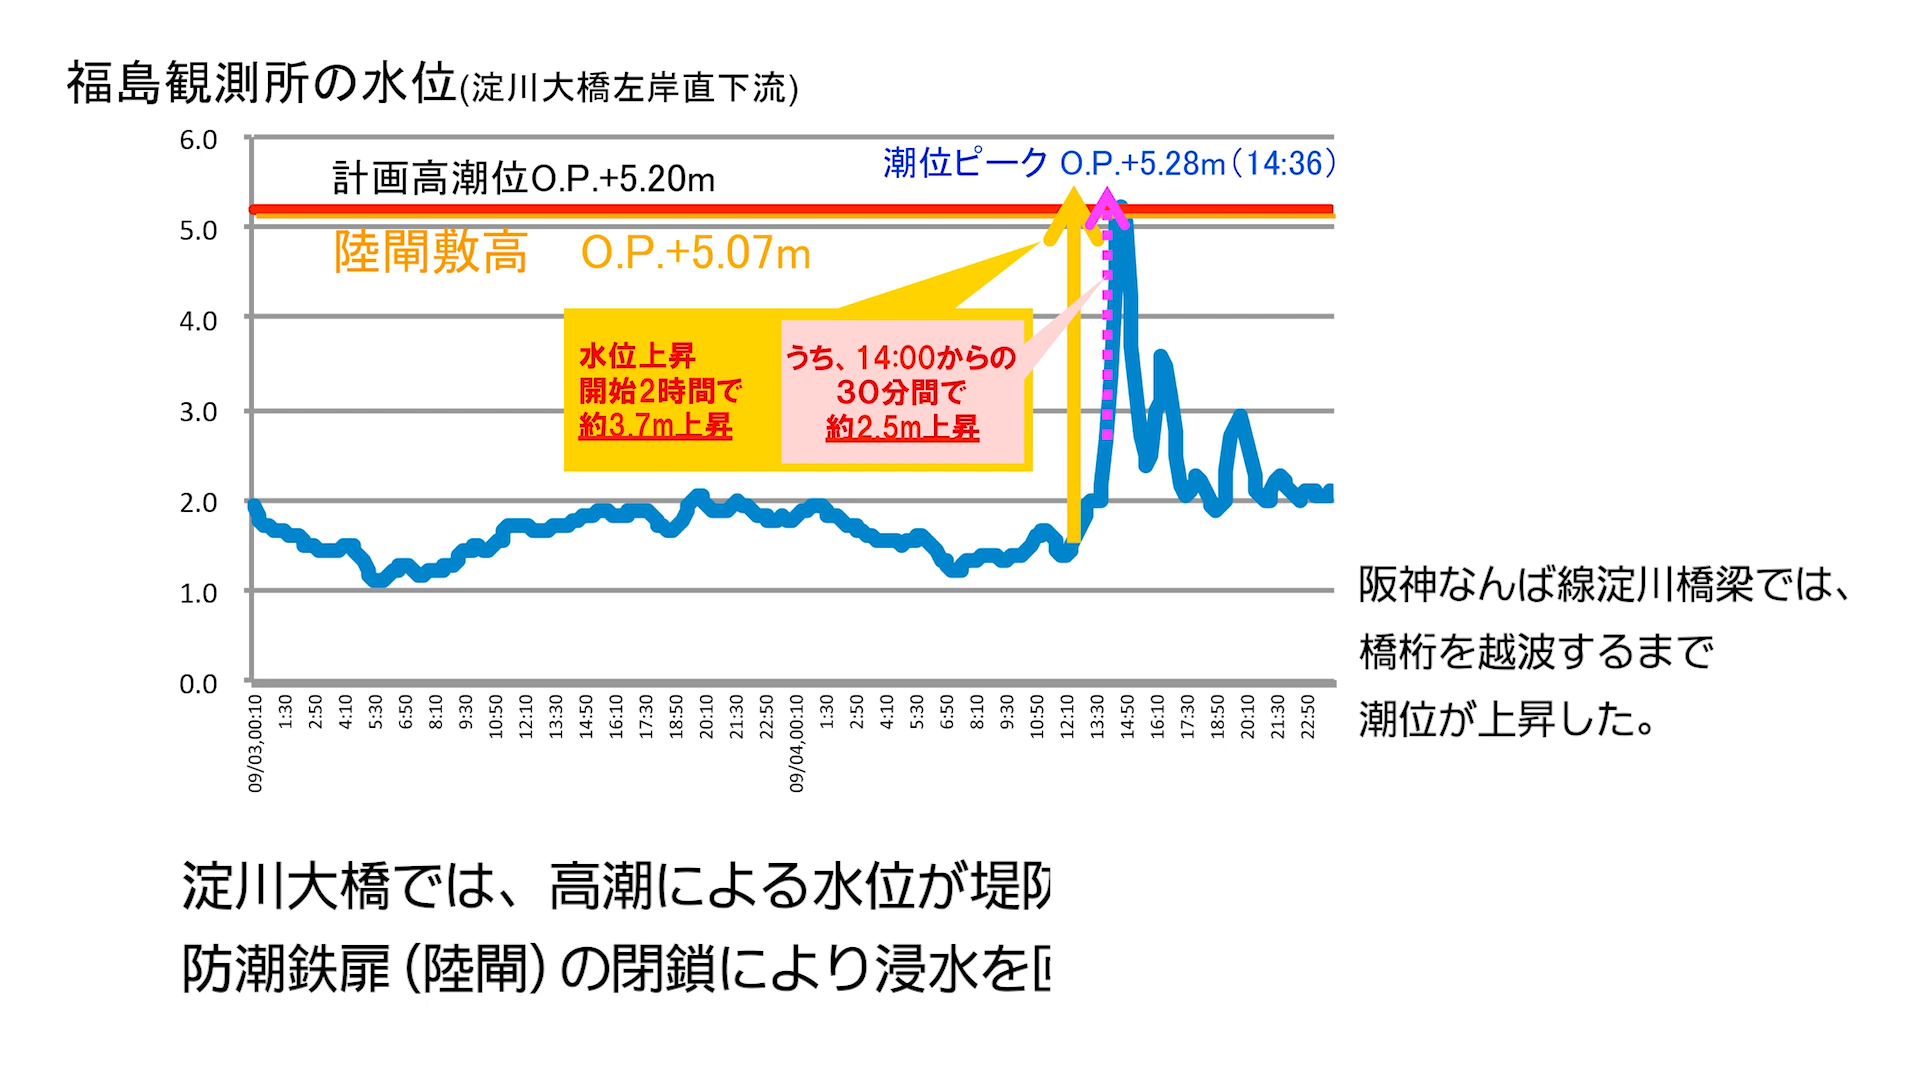 福島観測所の水位(淀川大橋左岸直下流)
6.0
5.0
4.0
3.0
2.0
1.0
0.0
計画高潮位O.P.+5.20m
潮位ピーク O.P.+5.28m(14:36)
陸閘敷高 O.P.+5.07m
水位上昇
開始2時間で
約3.7m上昇
うち、14:00からの
30分間で
約2.5m上昇
09/03,00:10
1:30
2:50
4:10
5:30
6:50
8:10
9:30
10:50
12:10
13:30
14:50
16:10
17:30
18:50
20:10
21:30
22:50
09/04,00:10
1:30
2:50
4:10
5:30
6:50
8:10
9:30
10:50
12:10
13:30
14:50
16:10
17:30
18:50
20:10
21:30
22:50
阪神なんば線淀川橋梁では、
橋桁を越波するまで
潮位が上昇した。
淀川大橋では、高潮による水位が堤防
防潮鉄扉(陸閘)の閉鎖により浸水を